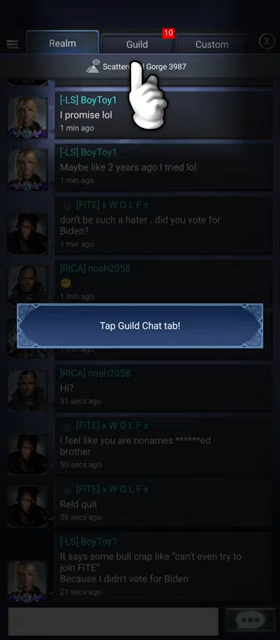 Realm
Guild
10
Custom
X
Gorge 3987
[-LS] BoyToy1
I promise lol
1 min ago
[-LS] BoyToy1
Maybe like 2 years ago I tried lol
1 min ago
[FiTE] x W O L F x
don't be such a hater . did you vote for
Biden?
1 min ago
[RICA] noah2058
1 min ago
Tap Guild Chat tab!
1 min ago
[RICA] noah2058
Hi?
51 secs ago
[FiTE] x W O L F x
I feel like you are nonames ******ed
brother
50 secs ago
[FiTE] x W O L F x
Reld quit
36 secs ago
[-LS] BoyToy1
It says some bull crap like "can't even try to
join FiTE"
Because I didn't vote for Biden
21 secs ago